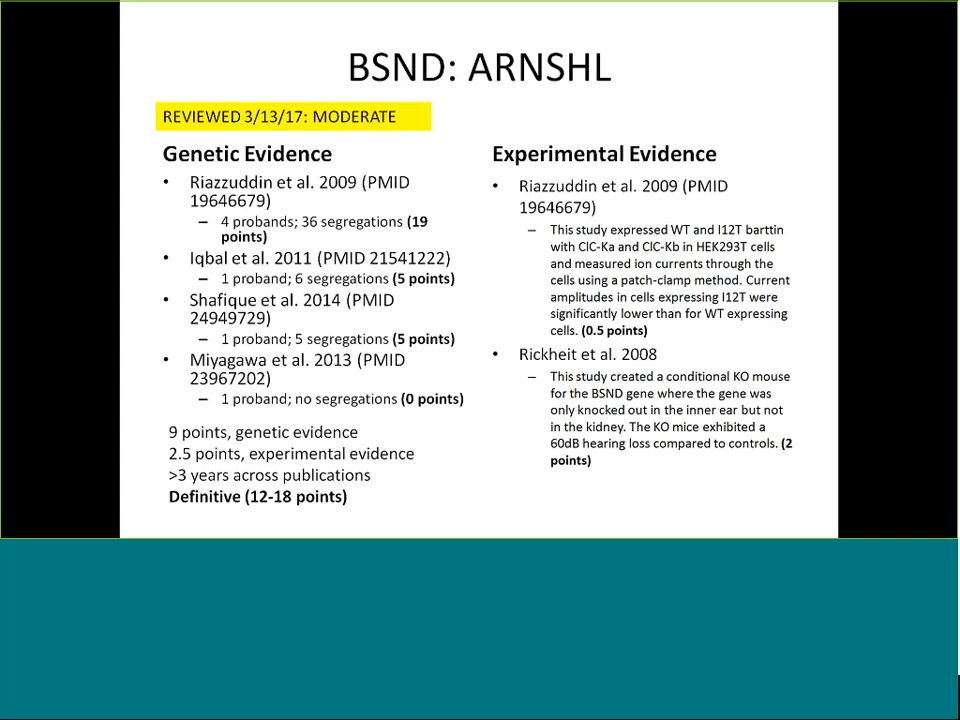 BSND: ARNSHL
REVIEWED 3/13/17: MODERATE
Genetic Evidence
• Riazzuddin et al. 2009 (PMID
19646679)
– 4 probands; 36 segregations (19
points)
• Iqbal et al. 2011 (PMID 21541222)
– 1 proband; 6 segregations (5 points)
• Shafique et al. 2014 (PMID
24949729)
– 1 proband; 5 segregations (5 points)
• Miyagawa et al. 2013 (PMID
23967202)
– 1 proband; no segregations (0 points)
9 points, genetic evidence
2.5 points, experimental evidence
>3 years across publications
Definitive (12-18 points)
Experimental Evidence
• Riazzuddin et al. 2009 (PMID
19646679)
– This study expressed WT and I12T barttin
with ClC-Ka and ClC-Kb in HEK293T cells
and measured ion currents through the
cells using a patch-clamp method. Current
amplitudes in cells expressing I12T were
significantly lower than for WT expressing
cells. (0.5 points)
• Rickheit et al. 2008
– This study created a conditional KO mouse
for the BSND gene where the gene was
only knocked out in the inner ear but not
in the kidney. The KO mice exhibited a
60dB hearing loss compared to controls. (2
points)